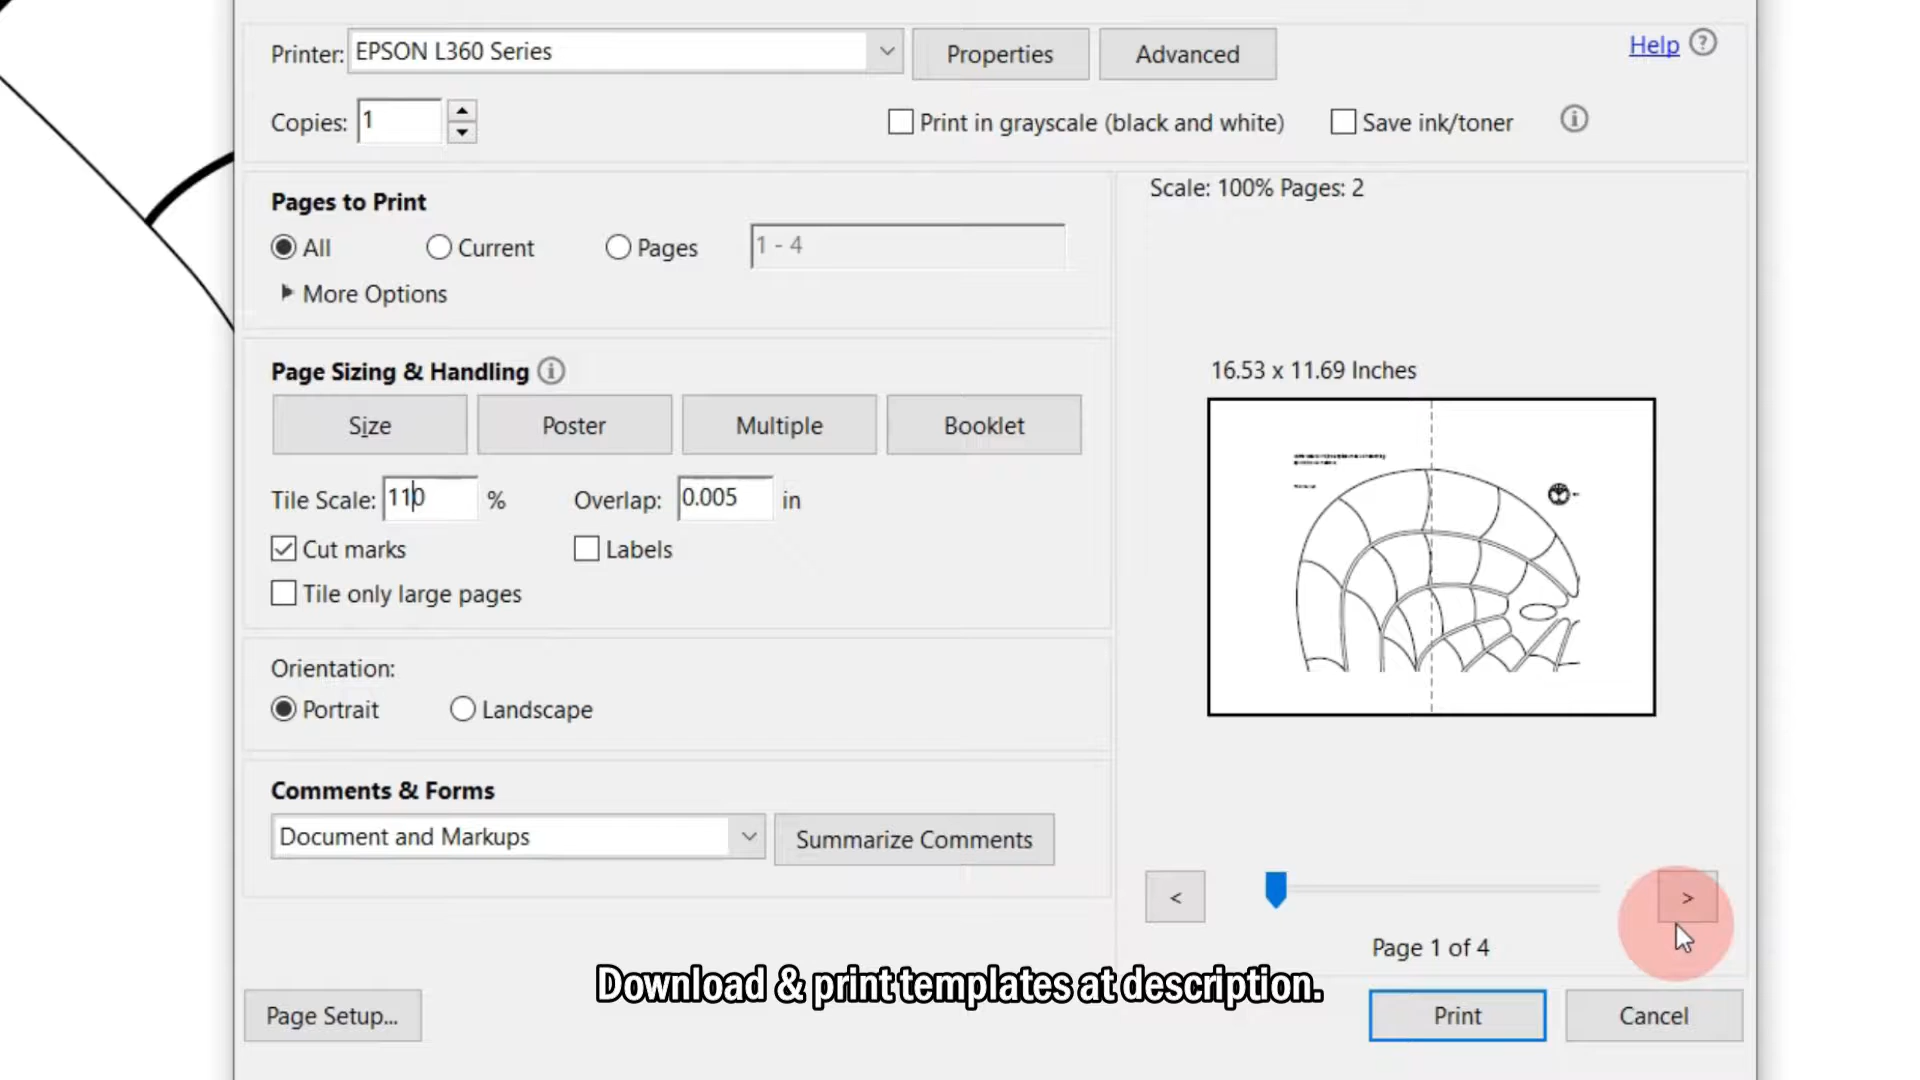 Printer: EPSON L360 Series Properties Advanced Help
Copies: 1 Print in grayscale (black and white) Save ink/toner
Pages to Print
All Current Pages 1 - 4
More Options
Scale: 100% Pages: 2
Page Sizing & Handling
Size Poster Multiple Booklet
Tile Scale: 110 % Overlap: 0.005 in
Cut marks Labels
Tile only large pages
16.53 x 11.69 Inches
Orientation:
Portrait Landscape
Comments & Forms
Document and Markups Summarize Comments
< >
Page 1 of 4
Download & print templates at description.
Page Setup... Print Cancel